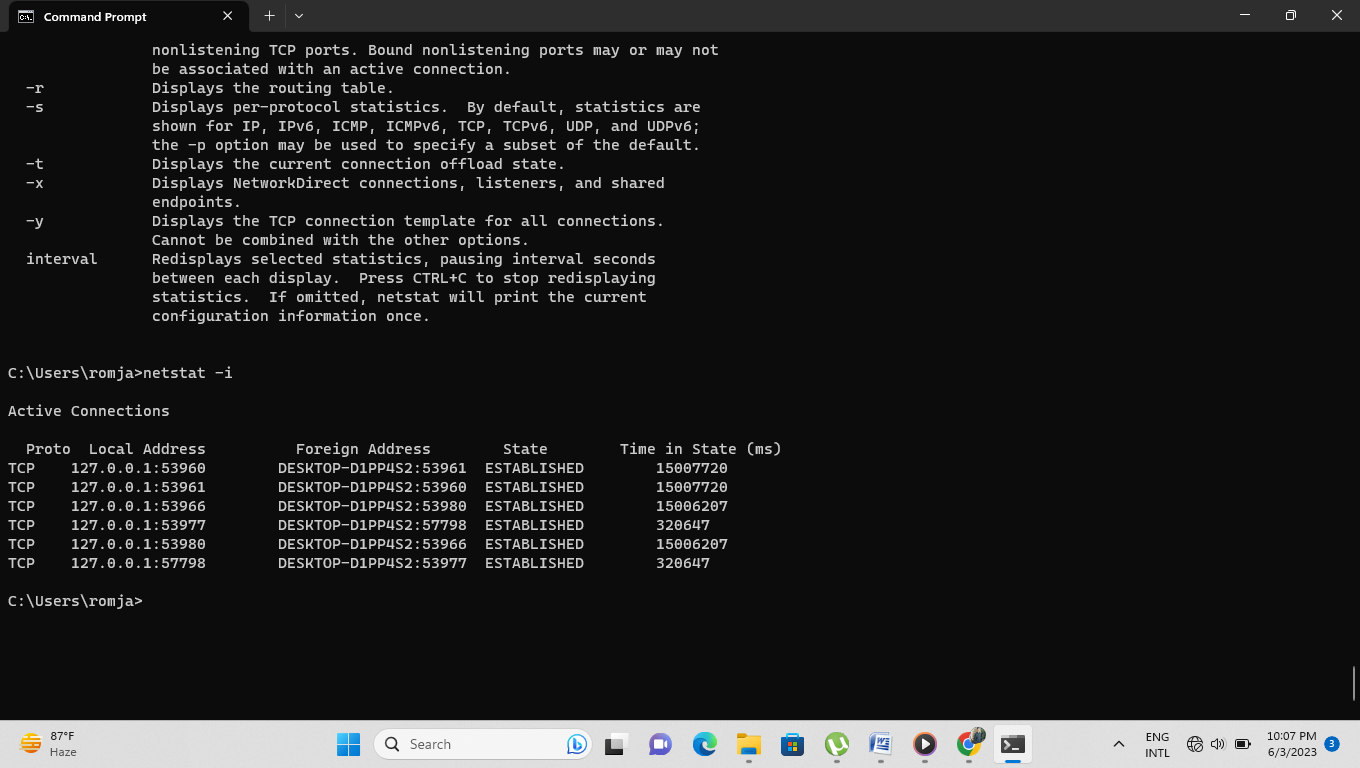 Command Prompt
nonlistening TCP ports. Bound nonlistening ports may or may not
be associated with an active connection.
-r Displays the routing table.
-s Displays per-protocol statistics. By default, statistics are
shown for IP, IPv6, ICMP, ICMPv6, TCP, TCPv6, UDP, and UDPv6;
the -p option may be used to specify a subset of the default.
-t Displays the current connection offload state.
-x Displays NetworkDirect connections, listeners, and shared
endpoints.
-y Displays the TCP connection template for all connections.
Cannot be combined with the other options.
interval Redisplays selected statistics, pausing interval seconds
between each display. Press CTRL+C to stop redisplaying
statistics. If omitted, netstat will print the current
configuration information once.
C:\Users\romja>netstat -i
Active Connections
Proto Local Address Foreign Address State Time in State (ms)
TCP 127.0.0.1:53960 DESKTOP-D1PP4S2:53961 ESTABLISHED 15007720
TCP 127.0.0.1:53961 DESKTOP-D1PP4S2:53960 ESTABLISHED 15007720
TCP 127.0.0.1:53966 DESKTOP-D1PP4S2:53980 ESTABLISHED 15006207
TCP 127.0.0.1:53977 DESKTOP-D1PP4S2:57798 ESTABLISHED 320647
TCP 127.0.0.1:53980 DESKTOP-D1PP4S2:53966 ESTABLISHED 15006207
TCP 127.0.0.1:57798 DESKTOP-D1PP4S2:53977 ESTABLISHED 320647
C:\Users\romja>
87°F
Haze
Search
ENG
INTL
10:07 PM
6/3/2023
3